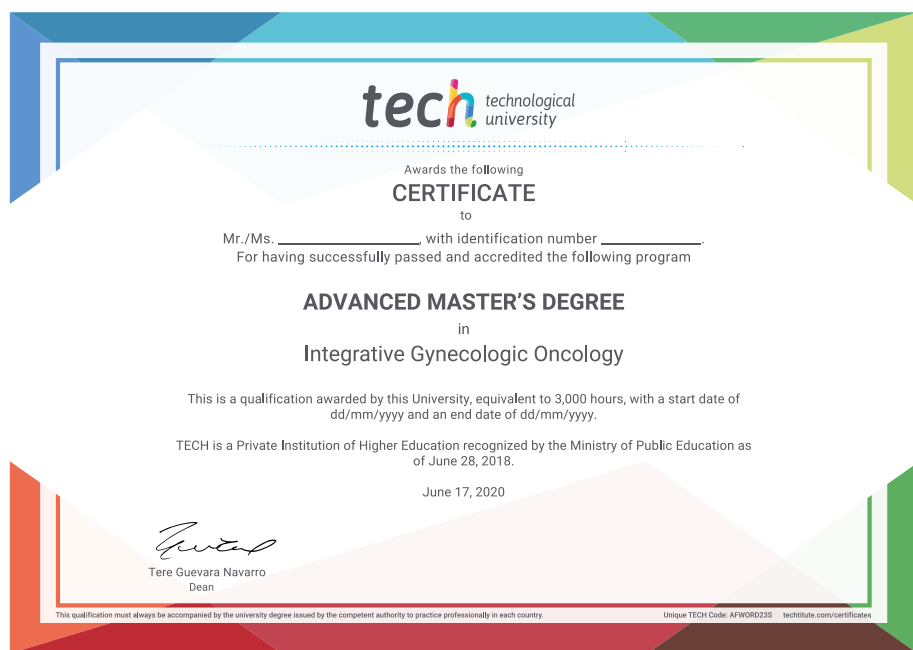 tech technological
university
Awards the following
CERTIFICATE
to
Mr./Ms. ____________________, with identification number ______________.
For having successfully passed and accredited the following program
ADVANCED MASTER’S DEGREE
in
Integrative Gynecologic Oncology
This is a qualification awarded by this University, equivalent to 3,000 hours, with a start date of
dd/mm/yyyy and an end date of dd/mm/yyyy.
TECH is a Private Institution of Higher Education recognized by the Ministry of Public Education as
of June 28, 2018.
June 17, 2020
Tere Guevara Navarro
Dean
This qualification must always be accompanied by the university degree issued by the competent authority to practice professionally in each country. Unique TECH Code: AFWORD23S techtitute.com/certificates